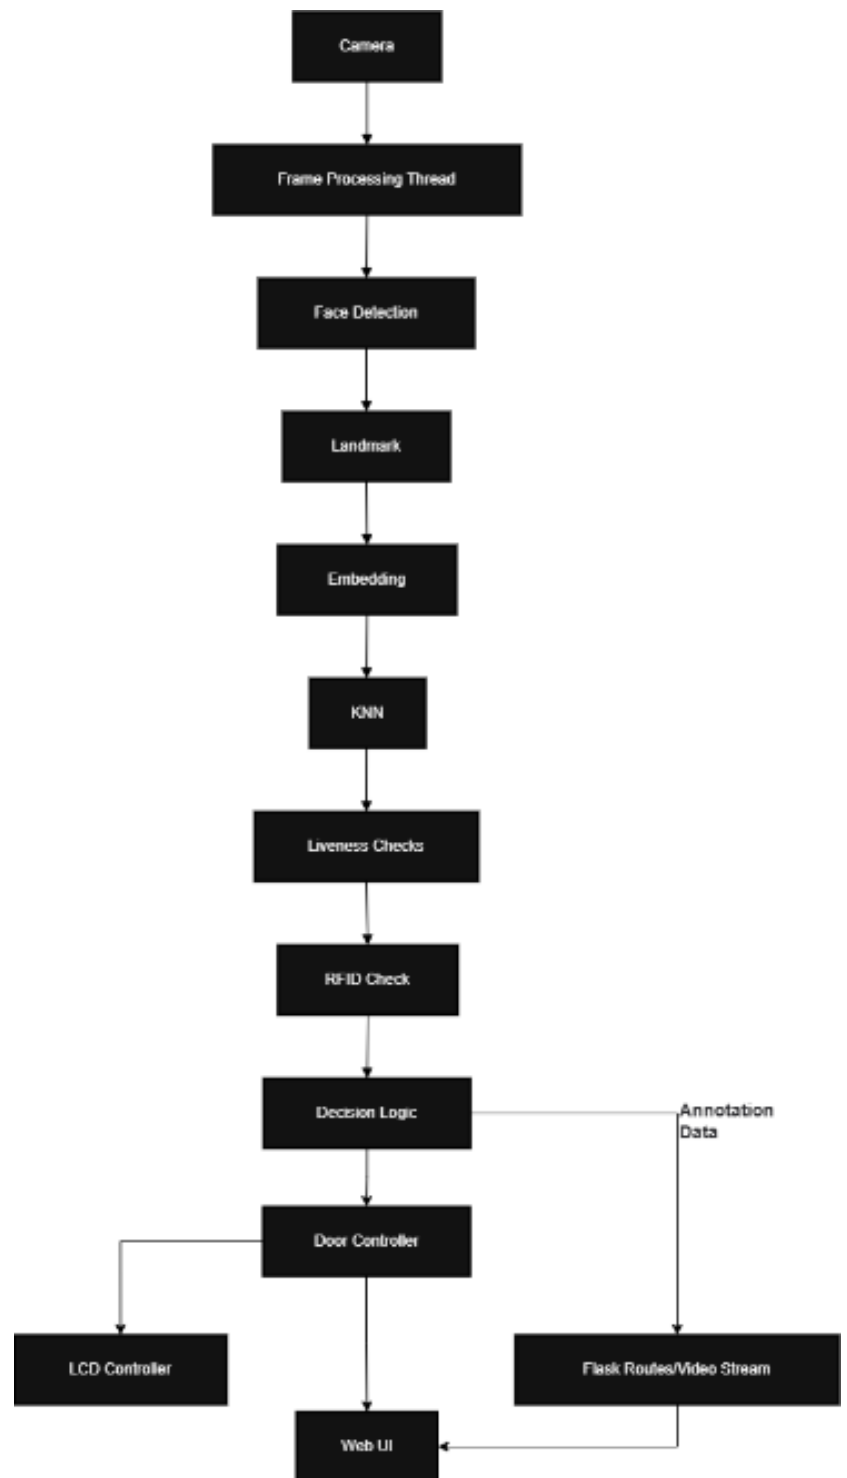 Camera
Frame Processing Thread
Face Detection
Landmark
Embedding
KNN
Liveness Checks
RFID Check
Decision Logic
Annotation
Data
Door Controller
LCD Controller
Flask Routes/Video Stream
Web UI